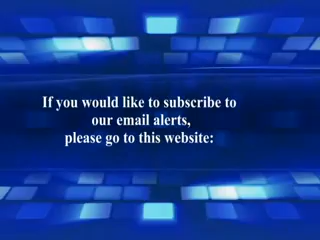 If you would like to subscribe to
our email alerts,
please go to this website: